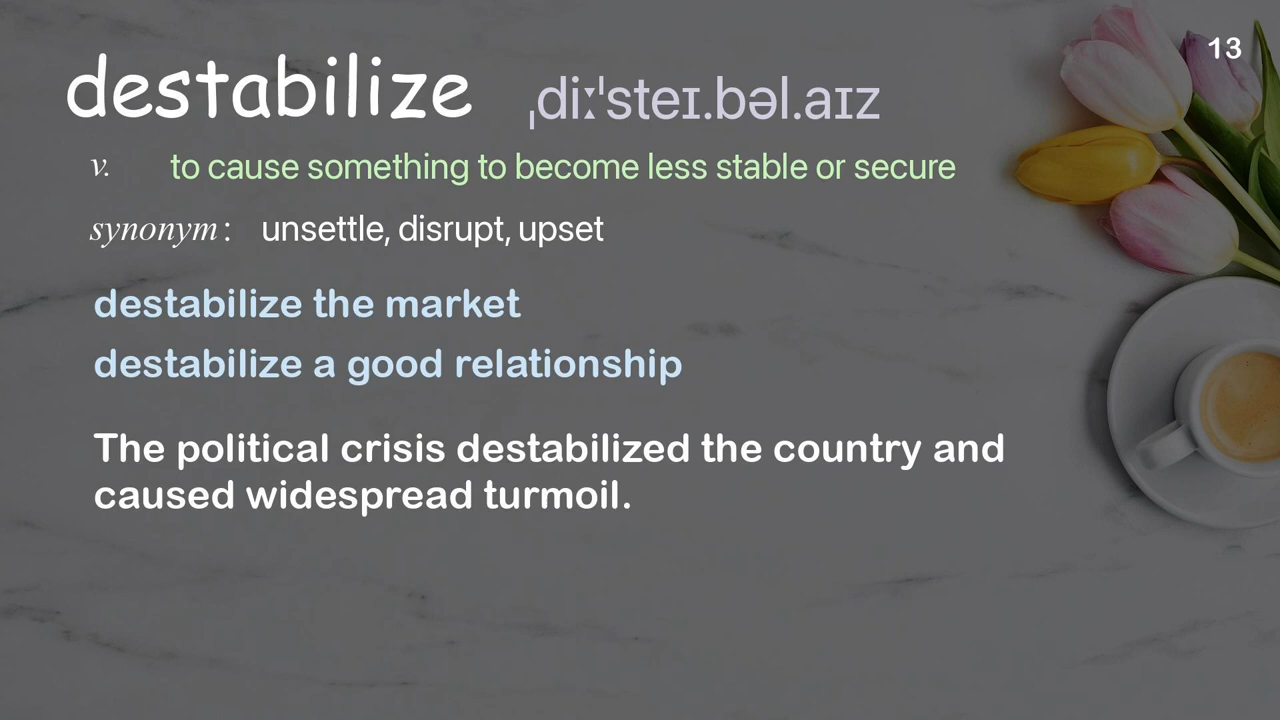 13
destabilize ˌdiːˈsteɪ.bəl.aɪz
v. to cause something to become less stable or secure
synonym: unsettle, disrupt, upset
destabilize the market
destabilize a good relationship
The political crisis destabilized the country and
caused widespread turmoil.